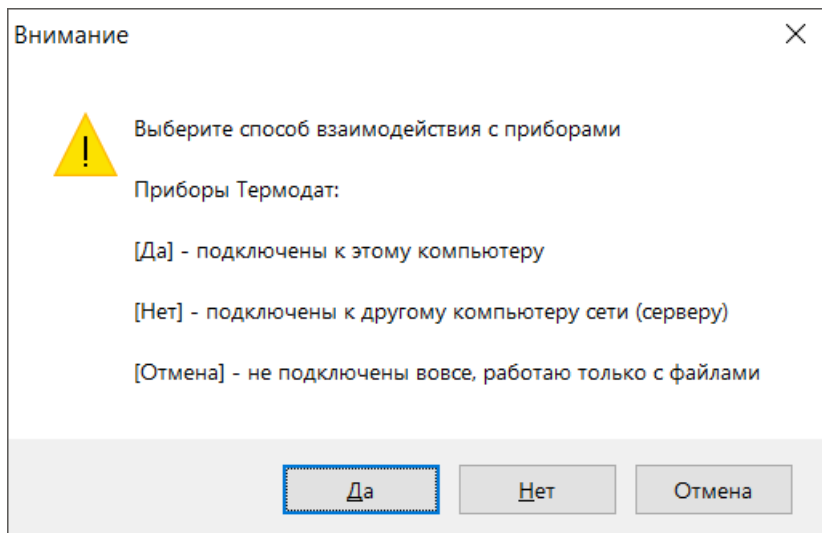 Внимание
Выберите способ взаимодействия с приборами
Приборы Термодат:
[Да] - подключены к этому компьютеру
[Нет] - подключены к другому компьютеру сети (серверу)
[Отмена] - не подключены вовсе, работаю только с файлами
Да
Нет
Отмена